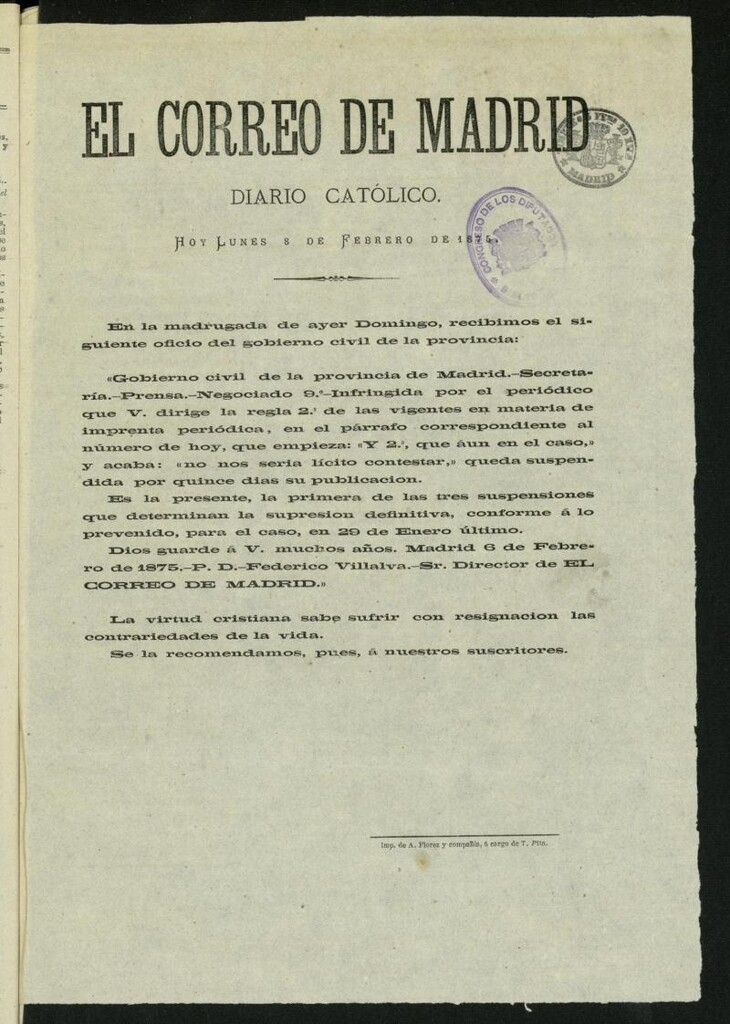 EL CORREO DE MADRID
DIARIO CATÓLICO.
HOY LUNES 8 DE FEBRERO DE 1875.
MADRID
CONGRESO DE LOS DIPUTADOS
En la madrugada de ayer Domingo, recibimos el si-
guiente oficio del gobierno civil de la provincia:
«Gobierno civil de la provincia de Madrid.-Secreta-
ría.-Prensa.-Negociado 9.º-Infringida por el periódico
que V. dirige la regla 2.ª de las vigentes en materia de
imprenta periódica, en el párrafo correspondiente al
número de hoy, que empieza: «Y 2.º, que áun en el caso,»
y acaba: «no nos seria lícito contestar,» queda suspen-
dida por quince dias su publicacion.
Es la presente, la primera de las tres suspensiones
que determinan la supresion definitiva, conforme á lo
prevenido, para el caso, en 29 de Enero último.
Dios guarde á V. muchos años. Madrid 6 de Febre-
ro de 1875.-P. D.-Federico Villalva.-Sr. Director de EL
CORREO DE MADRID.»
La virtud cristiana sabe sufrir con resignacion las
contrariedades de la vida.
Se la recomendamos, pues, á nuestros suscritores.
Imp. de A. Florez y compañía, á cargo de T. Pita.